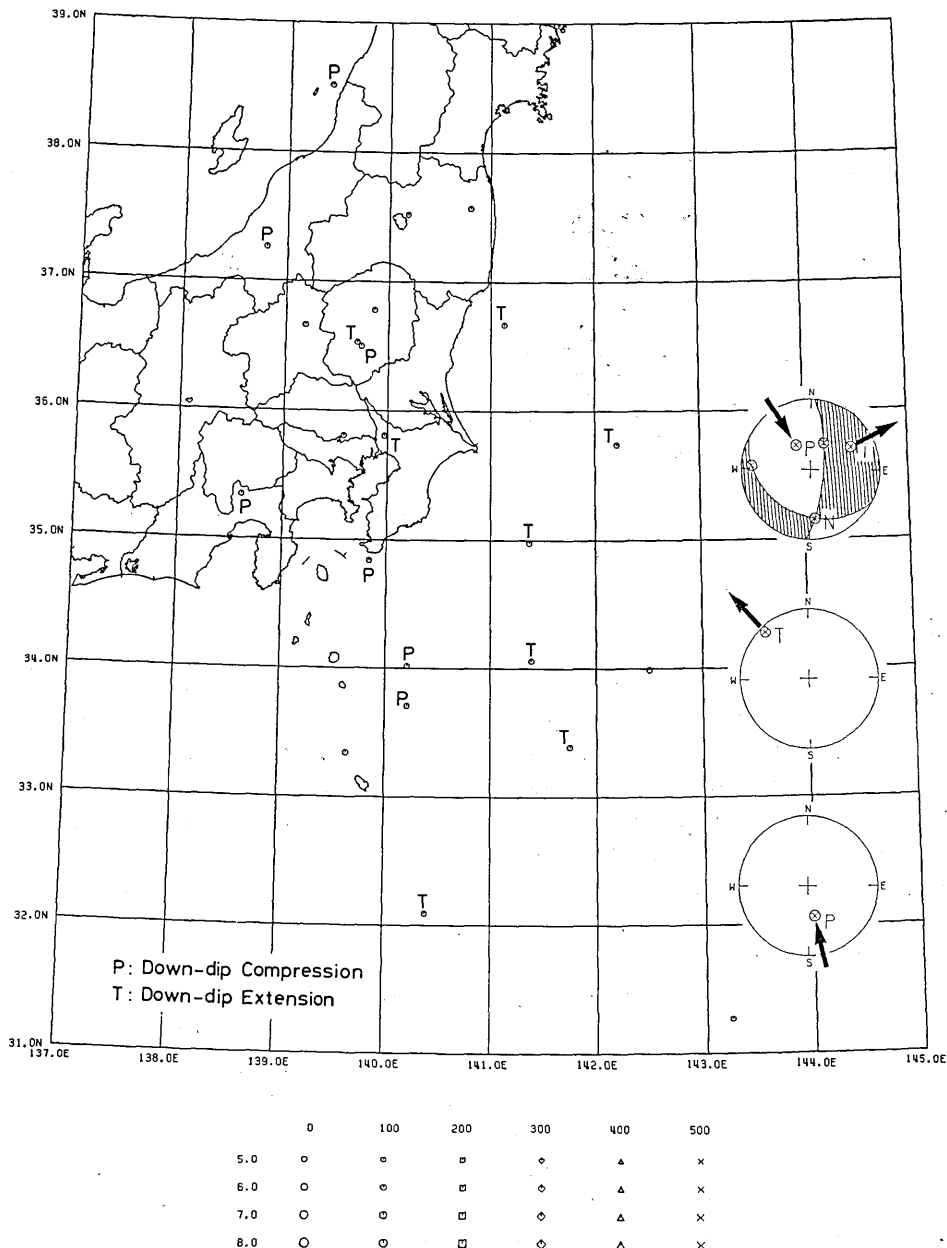 39.0N
P
38.0N
P
37.0N
T
T
P
36.0N
T
T
N
P
T
W
E
N
S
P
35.0N
T
P
N
T
W
E
S
34.0N
P
T
P
T
33.0N
N
W
E
P
S
32.0N
T
P: Down-dip Compression
T: Down-dip Extension
31.0N
137.0E 138.0E 139.0E 140.0E 141.0E 142.0E 143.0E 144.0E 145.0E
0 100 200 300 400 500
5.0
6.0
7.0
8.0